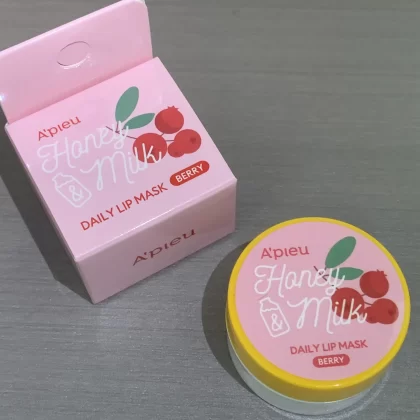 A'PIEU
Honey
& Milk
DAILY LIP MASK BERRY
A'PIEU
A'PIEU
Honey
& Milk
DAILY LIP MASK
BERRY